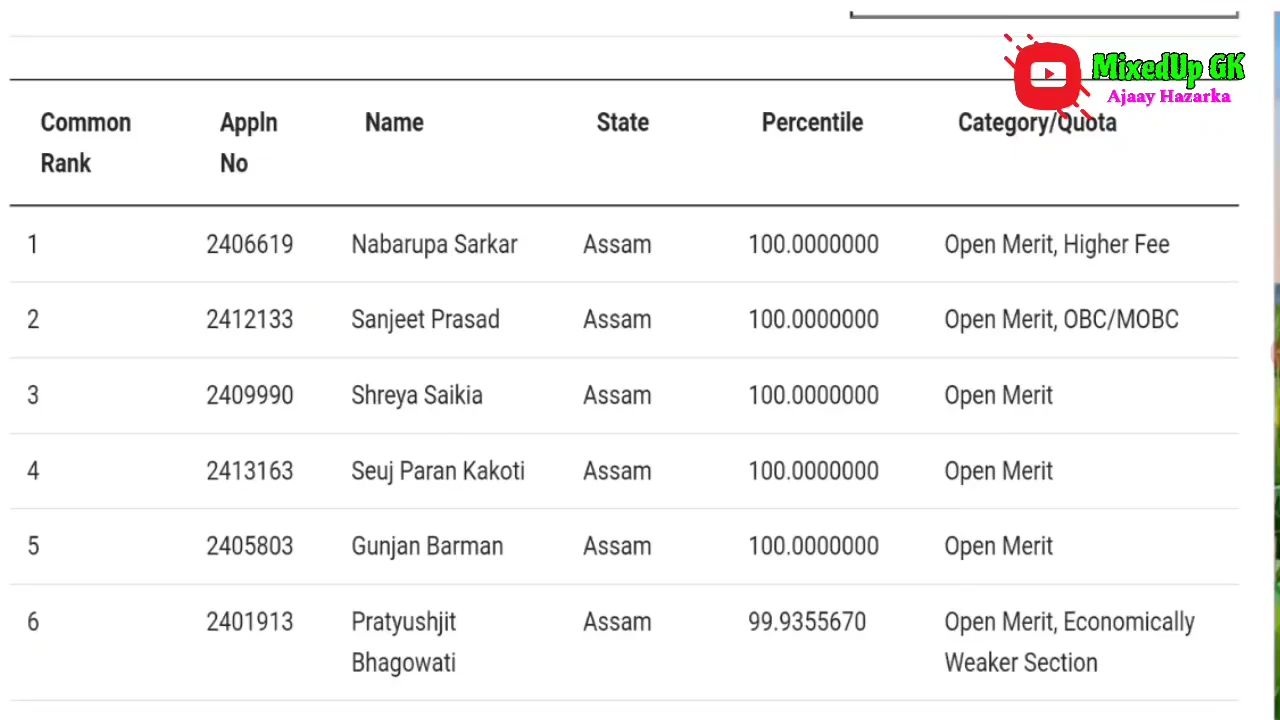 MixedUp GK
Ajaay Hazarka
Common Rank Appln No Name State Percentile Category/Quota
1 2406619 Nabarupa Sarkar Assam 100.0000000 Open Merit, Higher Fee
2 2412133 Sanjeet Prasad Assam 100.0000000 Open Merit, OBC/MOBC
3 2409990 Shreya Saikia Assam 100.0000000 Open Merit
4 2413163 Seuj Paran Kakoti Assam 100.0000000 Open Merit
5 2405803 Gunjan Barman Assam 100.0000000 Open Merit
6 2401913 Pratyushjit Bhagowati Assam 99.9355670 Open Merit, Economically Weaker Section